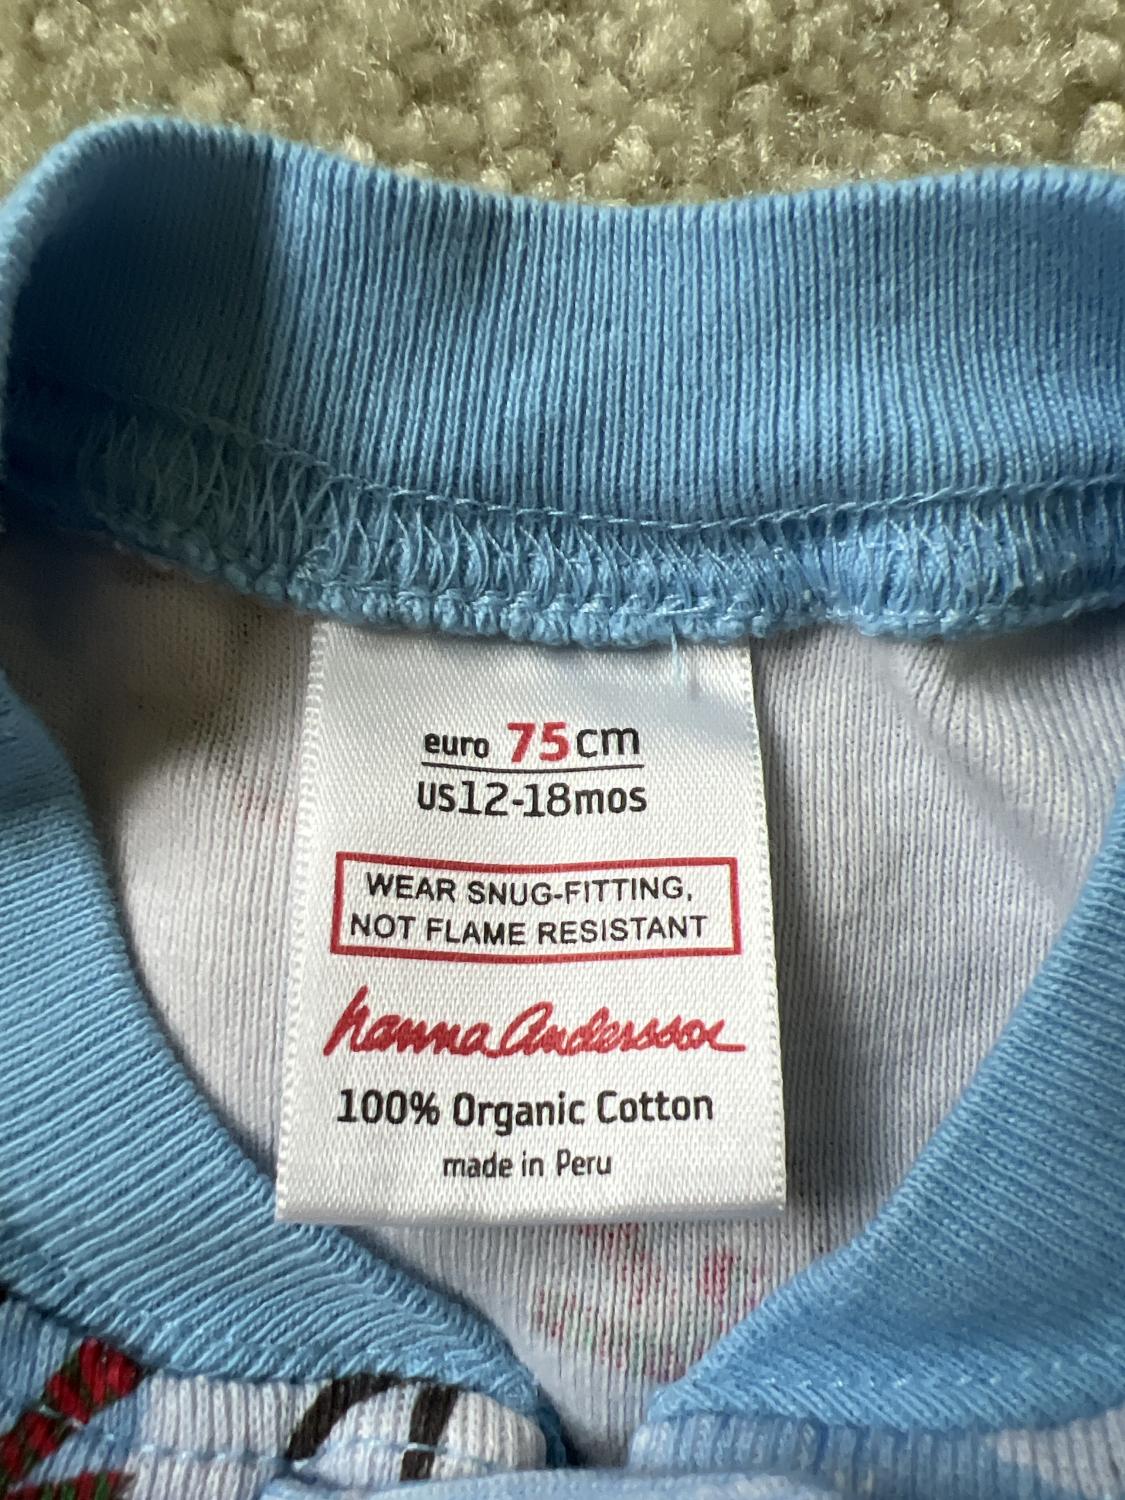 euro 75cm
US12-18mos
WEAR SNUG-FITTING,
NOT FLAME RESISTANT
hanna Andersson
100% Organic Cotton
made in Peru